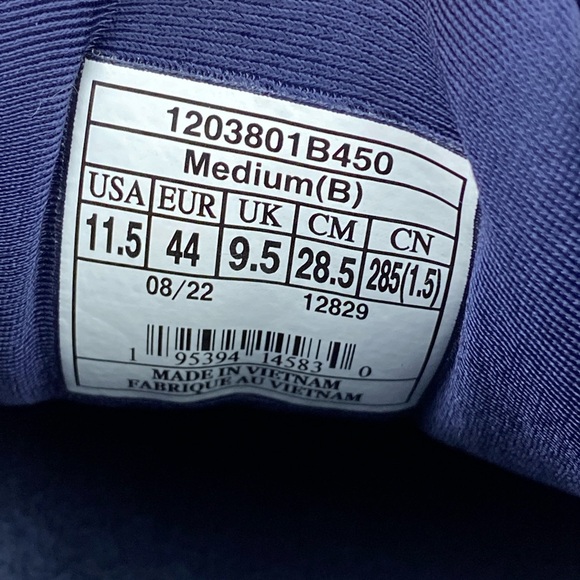 1203801B450
Medium(B)
USA EUR UK CM CN
11.5 44 9.5 28.5 285(1.5)
08/22 12829
1 95394 14583 0
MADE IN VIETNAM
FABRIQUE AU VIETNAM